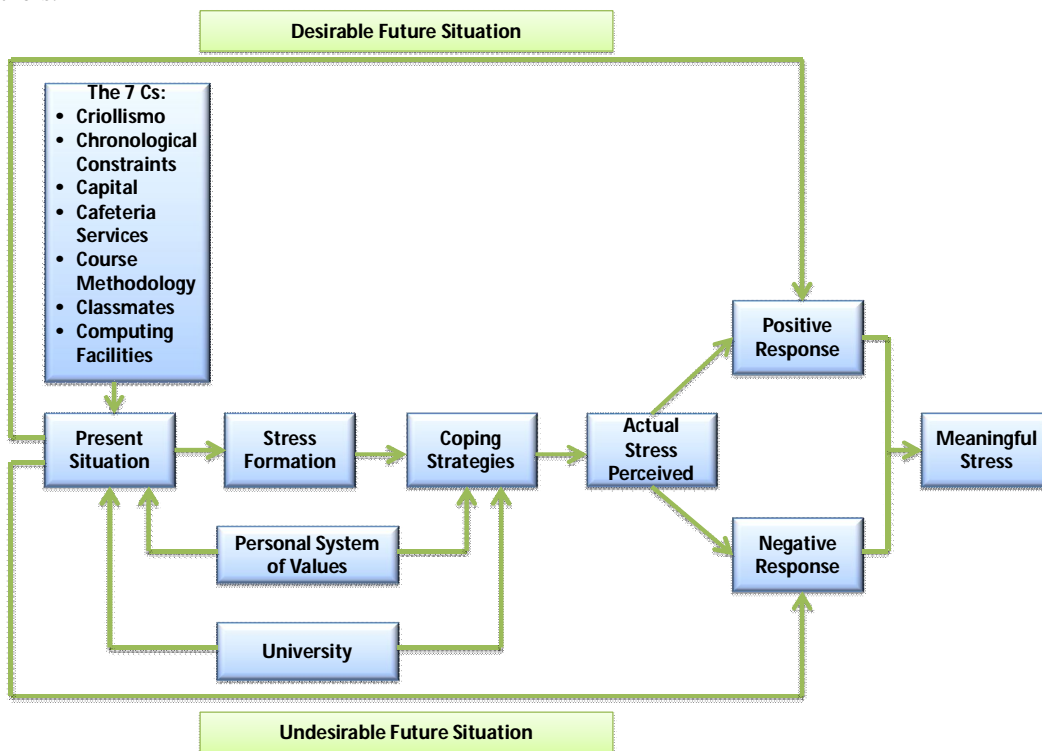 Desirable Future Situation
The 7 Cs:
• Criollismo
• Chronological
Constraints
• Capital
• Cafeteria
Services
• Course
Methodology
• Classmates
• Computing
Facilities
Positive
Response
Present
Situation
Stress
Formation
Coping
Strategies
Actual
Stress
Perceived
Meaningful
Stress
Personal System
of Values
Negative
Response
University
Undesirable Future Situation